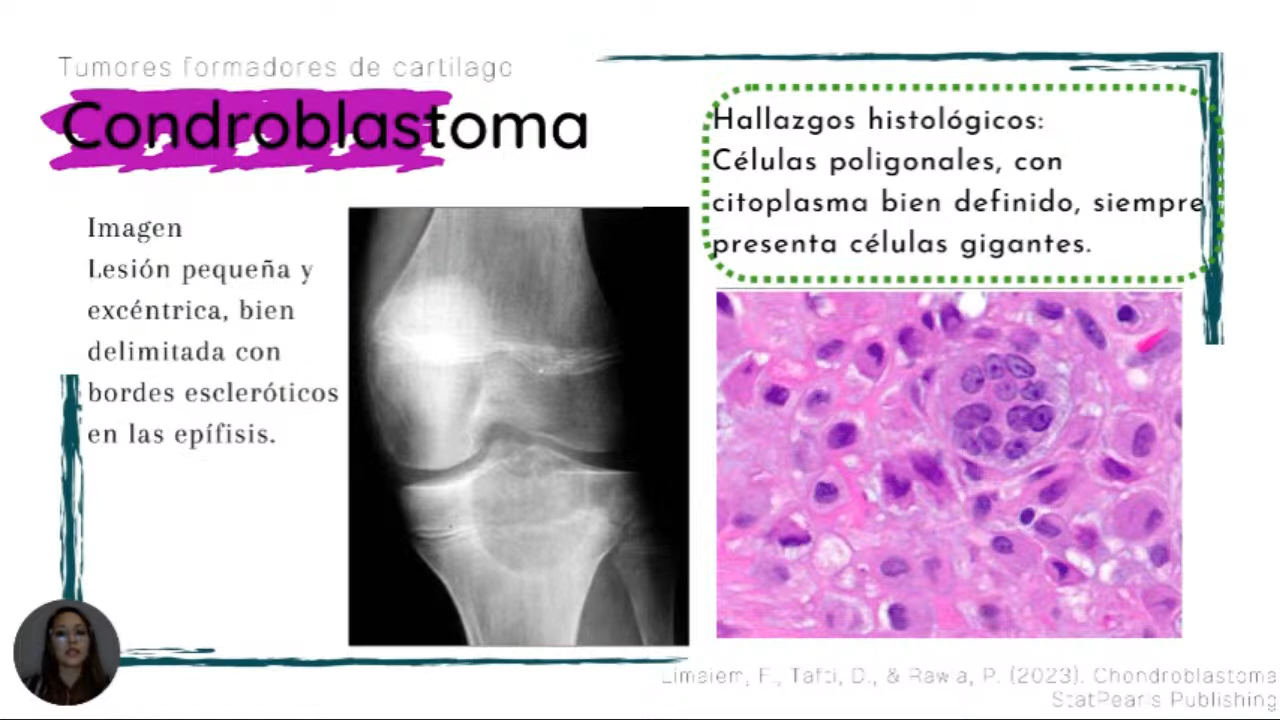 Tumores formadores de cartilago
Condroblastoma
Imagen
Lesión pequeña y
excéntrica, bien
delimitada con
bordes escleróticos
en las epífisis.
Hallazgos histológicos:
Células poligonales, con
citoplasma bien definido, siempre
presenta células gigantes.
Limaiem, F., Tafti, D., & Rawla, P. (2023). Chondroblastoma
StatPearls Publishing